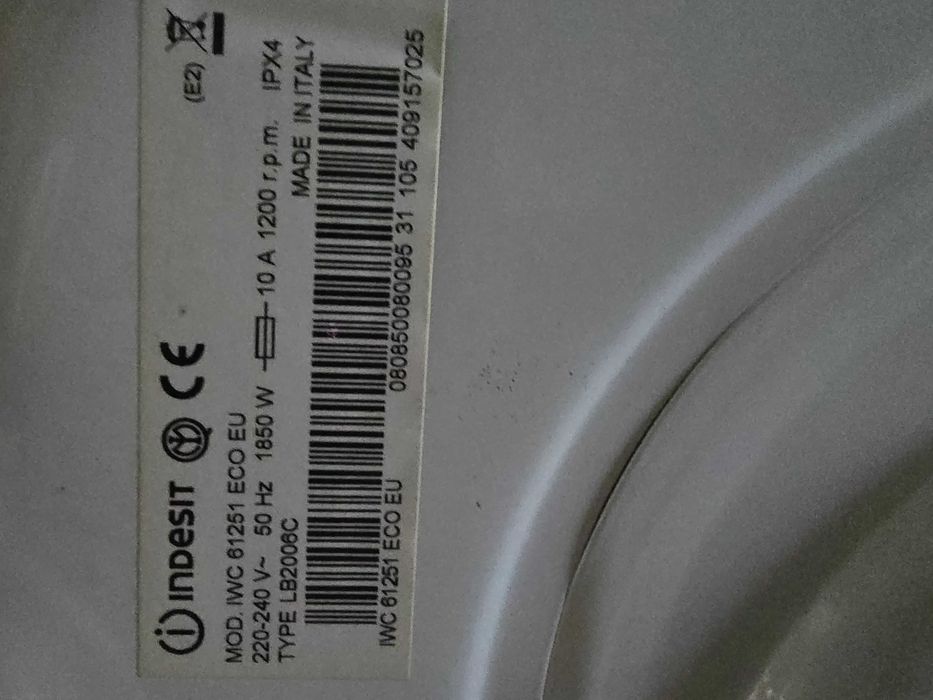 INDESIT CE (E2)
MOD. IWC 61251 ECO EU
220-240 V~ 50 Hz 1850 W 10 A 1200 r.p.m. IPX4
TYPE LB2006C MADE IN ITALY
IWC 61251 ECO EU 080850080095 31 105 409157025